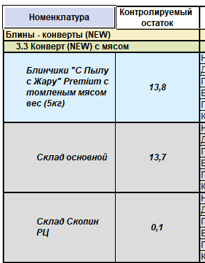 Номенклатура
Контролируемый
остаток
Блины - конверты (NEW)
3.3 Конверт (NEW) с мясом
Блинчики "С Пылу
с Жару" Premium с
томленым мясом
вес (5кг)
13,8
Склад основной
13,7
Склад Скопин
РЦ
0,1